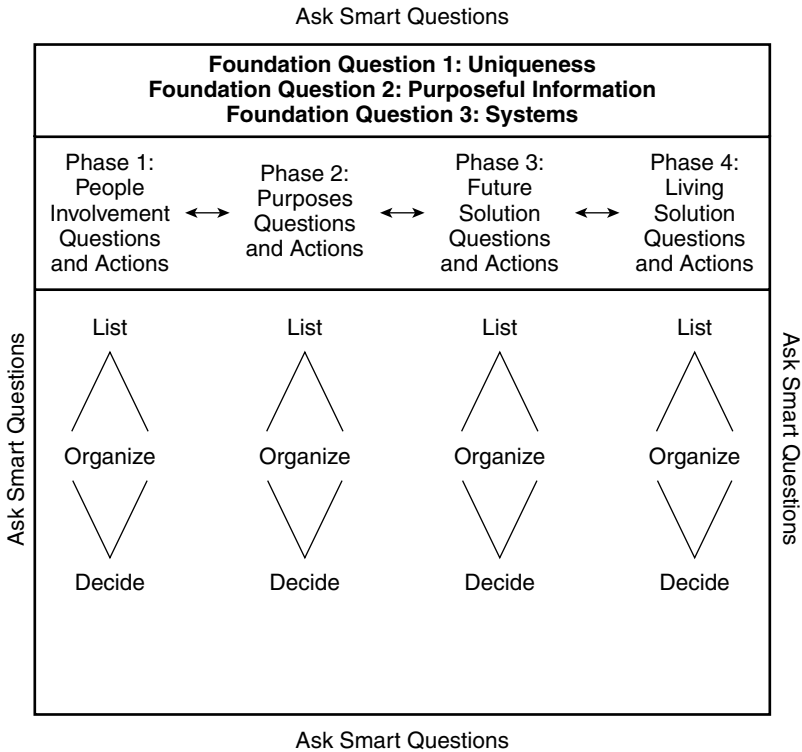 Ask Smart Questions
Foundation Question 1: Uniqueness
Foundation Question 2: Purposeful Information
Foundation Question 3: Systems
Phase 1:
People
Involvement
Questions
and Actions
Phase 2:
Purposes
Questions
and Actions
Phase 3:
Future
Solution
Questions
and Actions
Phase 4:
Living
Solution
Questions
and Actions
Ask Smart Questions
List
List
List
List
Organize
Organize
Organize
Organize
Decide
Decide
Decide
Decide
Ask Smart Questions
Ask Smart Questions